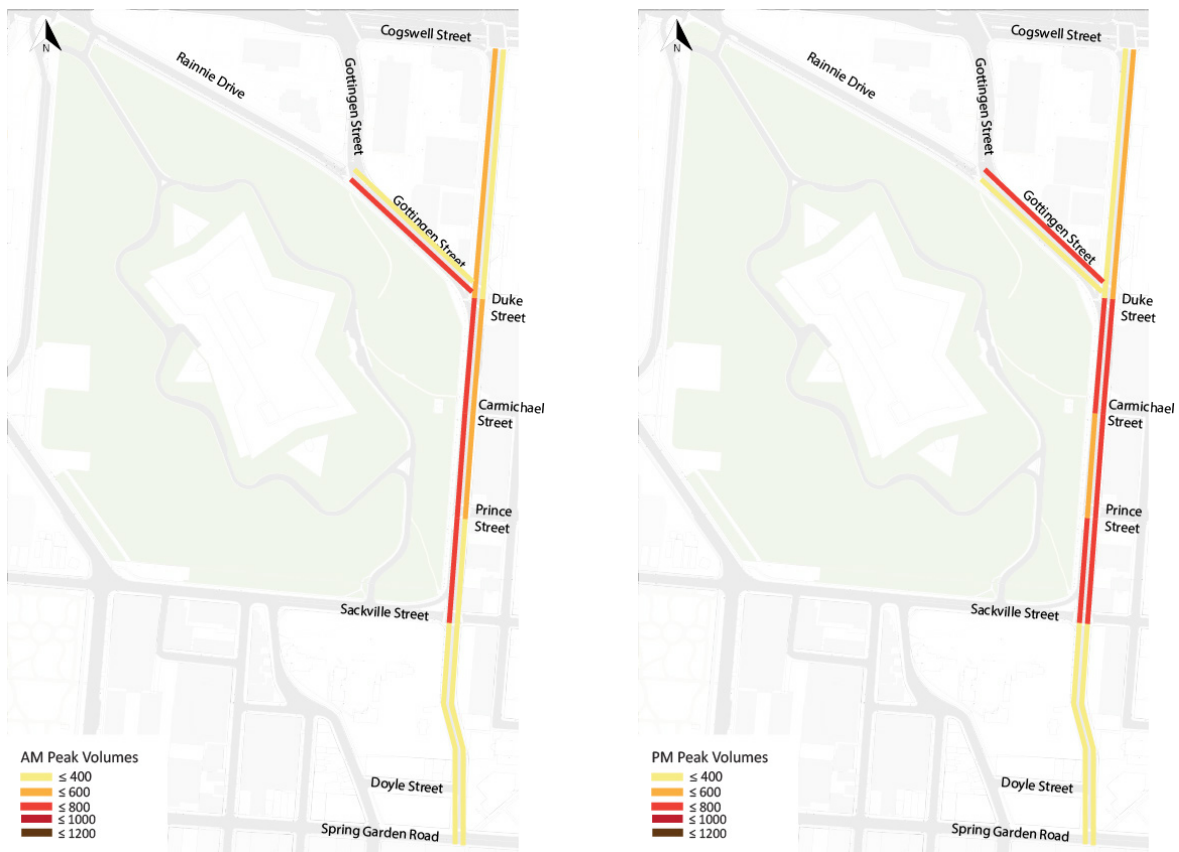 Cogswell Street
N
Rainnie Drive
Gottingen Street
Gottingen Street
Duke
Street
Carmichael
Street
Prince
Street
Sackville Street
AM Peak Volumes
≤ 400
≤ 600
≤ 800
≤ 1000
≤ 1200
Doyle Street
Spring Garden Road
Cogswell Street
N
Rainnie Drive
Gottingen Street
Gottingen Street
Duke
Street
Carmichael
Street
Prince
Street
Sackville Street
PM Peak Volumes
≤ 400
≤ 600
≤ 800
≤ 1000
≤ 1200
Doyle Street
Spring Garden Road